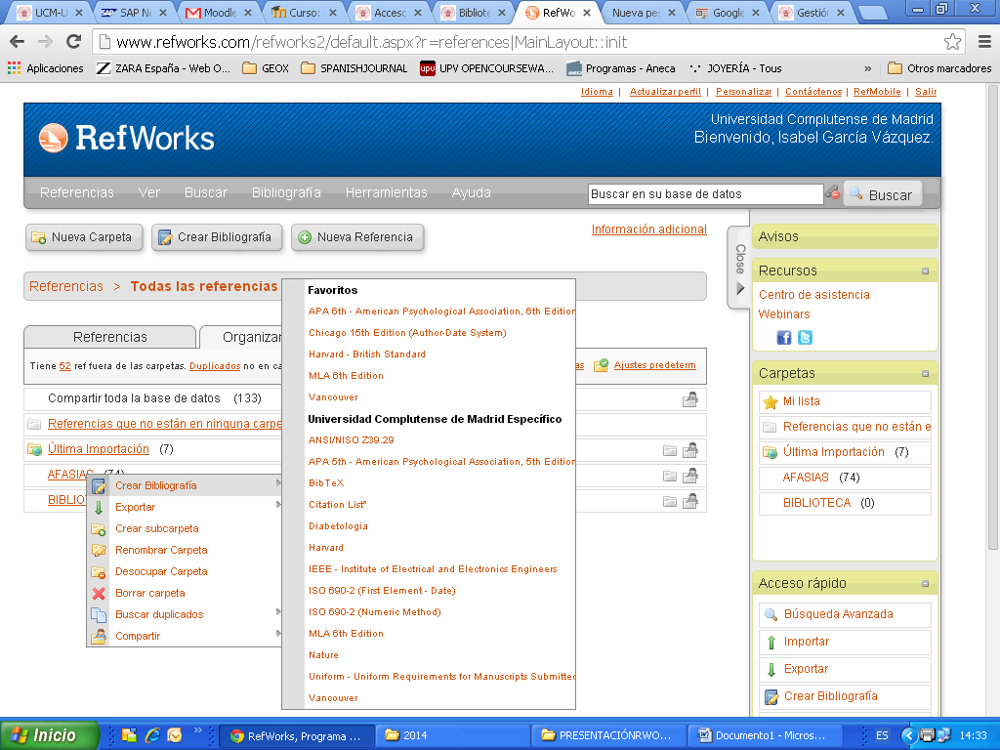 UCM-U
SAP Ne
Moodle
Curso:
Acceso
Bibliote
RefWo
Nueva pes
Google
Gestión
www.refworks.com/refworks2/default.aspx?r=references|MainLayout::init
Aplicaciones
ZARA España - Web O...
GEOX
SPANISHJOURNAL
upv UPV OPENCOURSEWA...
Programas - Aneca
JOYERÍA - Tous
»
Otros marcadores
Idioma | Actualizar perfil | Personalizar | Contáctenos | RefMobile | Salir
RefWorks
Universidad Complutense de Madrid
Bienvenido, Isabel García Vázquez.
Referencias Ver Buscar Bibliografía Herramientas Ayuda
Buscar en su base de datos
Buscar
Nueva Carpeta
Crear Bibliografía
Nueva Referencia
Información adicional
Close
Referencias > Todas las referencias
Referencias
Organizar
Tiene 52 ref fuera de las carpetas. Duplicados no en ca
as
Ajustes predeterm
Compartir toda la base de datos (133)
Referencias que no están en ninguna carpe
Última Importación (7)
AFASIAS (74)
BIBLIOT
Crear Bibliografía
Exportar
Crear subcarpeta
Renombrar Carpeta
Desocupar Carpeta
Borrar carpeta
Buscar duplicados
Compartir
Favoritos
APA 6th - American Psychological Association, 6th Edition
Chicago 15th Edition (Author-Date System)
Harvard - British Standard
MLA 6th Edition
Vancouver
Universidad Complutense de Madrid Específico
ANSI/NISO Z39.29
APA 5th - American Psychological Association, 5th Edition
BibTeX
Citation List*
Diabetologia
Harvard
IEEE - Institute of Electrical and Electronics Engineers
ISO 690-2 (First Element - Date)
ISO 690-2 (Numeric Method)
MLA 6th Edition
Nature
Uniform - Uniform Requirements for Manuscripts Submitted
Vancouver
Avisos
Recursos
Centro de asistencia
Webinars
Carpetas
Mi lista
Referencias que no están e
Última Importación (7)
AFASIAS (74)
BIBLIOTECA (0)
Acceso rápido
Búsqueda Avanzada
Importar
Exportar
Crear Bibliografía
Inicio
»
RefWorks, Programa ...
2014
PRESENTACIÓNRWO...
Documento1 - Micros...
ES
14:33